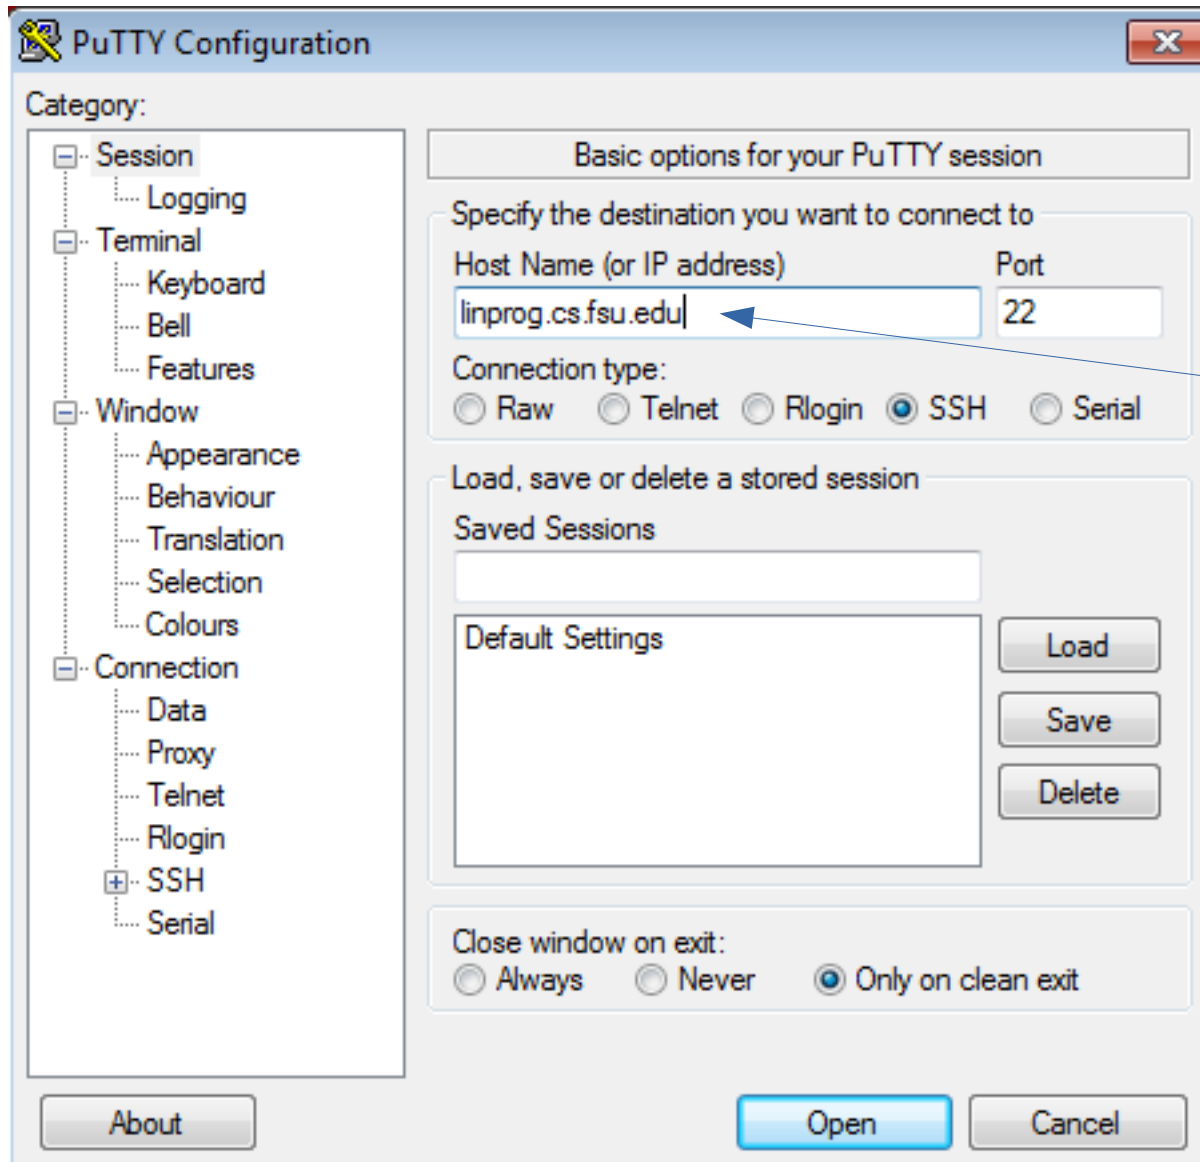 PuTTY Configuration
Category:
Session
Logging
Terminal
Keyboard
Bell
Features
Window
Appearance
Behaviour
Translation
Selection
Colours
Connection
Data
Proxy
Telnet
Rlogin
SSH
Serial
Basic options for your PuTTY session
Specify the destination you want to connect to
Host Name (or IP address) Port
linprog.cs.fsu.edu 22
Connection type:
Raw Telnet Rlogin SSH Serial
Load, save or delete a stored session
Saved Sessions
Default Settings
Load
Save
Delete
Close window on exit:
Always Never Only on clean exit
About Open Cancel